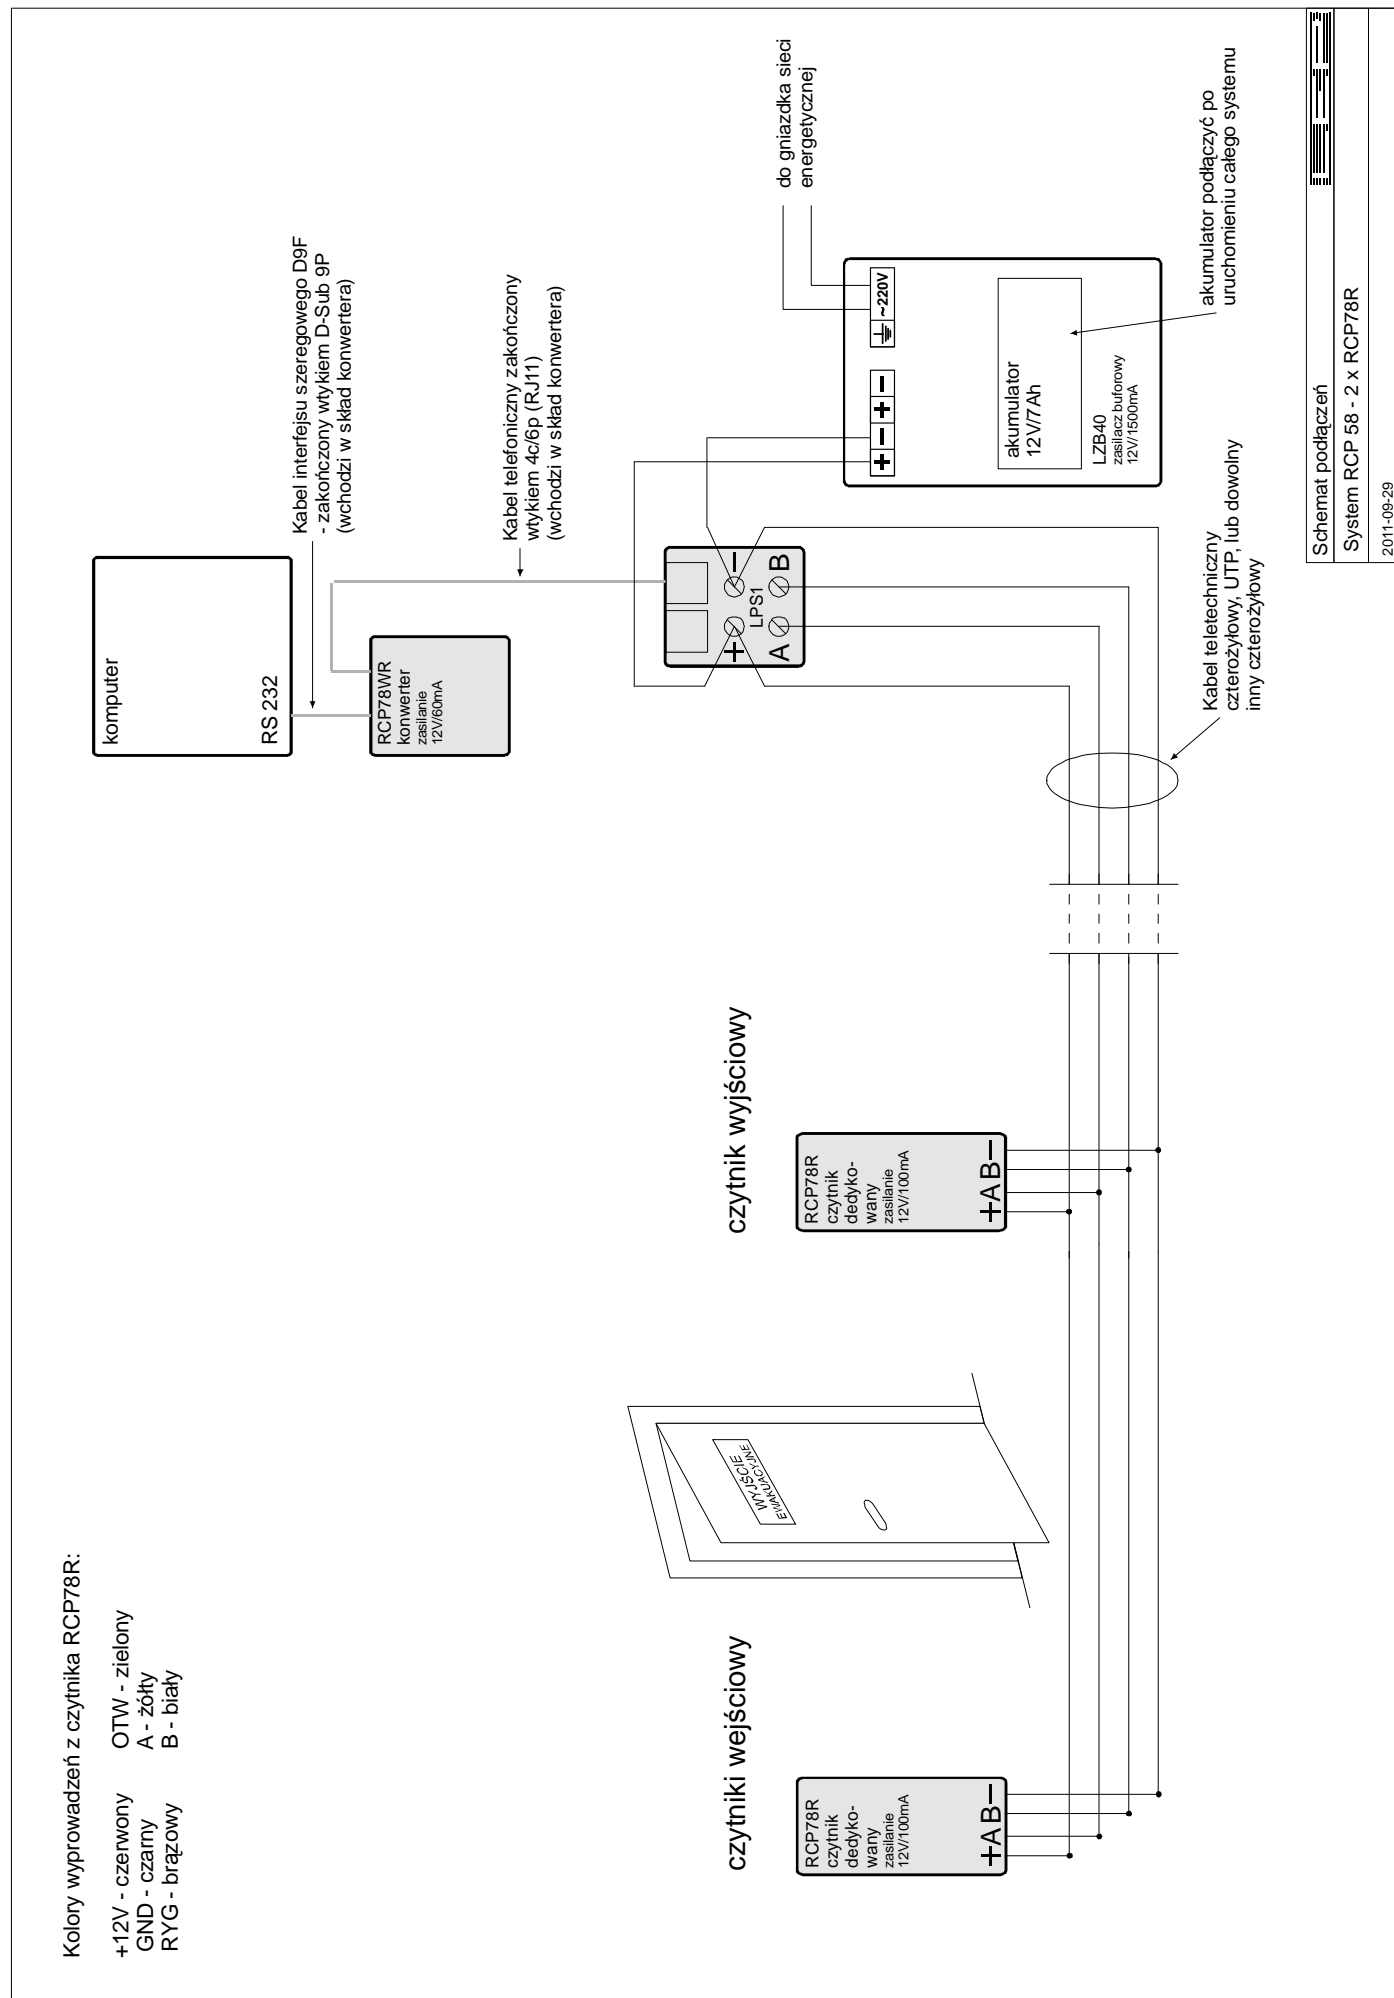 Kolory wyprowadzeń z czytnika RCP78R:
+12V - czerwony
GND - czarny
RYG - brązowy
OTW - zielony
A - żółty
B - biały
komputer
RS 232
Kabel interfejsu szeregowego D9F
- zakończony wtykiem D-Sub 9P
(wchodzi w skład konwertera)
RCP78WR
konwerter
zasilanie
12V/60mA
Kabel telefoniczny zakończony
wtykiem 4c/6p (RJ11)
(wchodzi w skład konwertera)
+ −
LPS1
A B
do gniazdka sieci
energetycznej
+ − + −
~220V
akumulator
12V/7Ah
LZB40
zasilacz buforowy
12V/1500mA
akumulator podłączyć po
uruchomieniu całego systemu
czytniki wejściowy
RCP78R
czytnik
dedyko-
wany
zasilanie
12V/100mA
+AB−
WYJŚCIE
EWAKUACYJNE
czytnik wyjściowy
RCP78R
czytnik
dedyko-
wany
zasilanie
12V/100mA
+AB−
Kabel teletechniczny
czterożyłowy, UTP, lub dowolny
inny czterożyłowy
Schemat podłączeń
System RCP 58 - 2 x RCP78R
2011-09-29